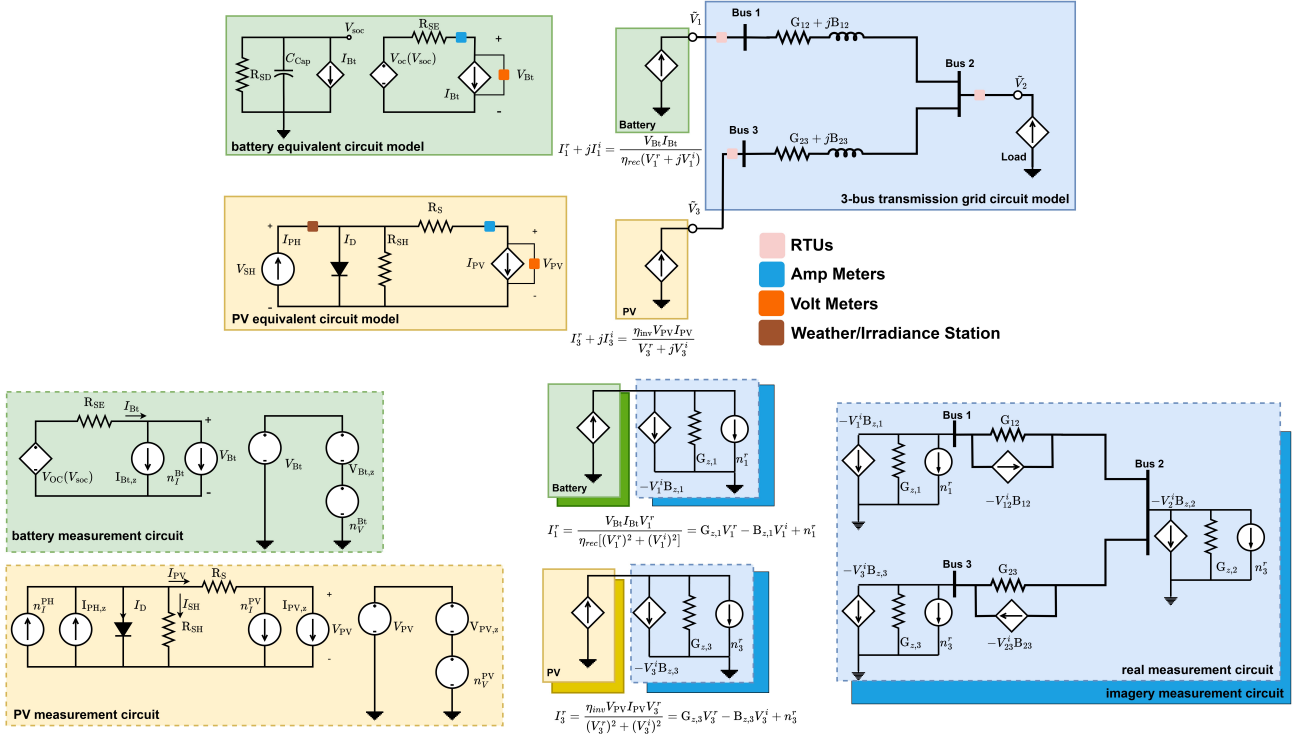 V_soc
R_SD
C_Cap
I_Bt
R_SE
V_oc(V_soc)
+
I_Bt
V_Bt
-
battery equivalent circuit model
Ṽ_1
Battery
I_1^r + jI_1^i = V_Bt I_Bt / η_rec(V_1^r + jV_1^i)
Bus 1
G_12 + jB_12
Bus 2
Ṽ_2
Bus 3
G_23 + jB_23
Load
3-bus transmission grid circuit model
+
I_PH
V_SH
-
I_D
R_SH
R_S
I_PV
+
V_PV
-
PV equivalent circuit model
Ṽ_3
PV
I_3^r + jI_3^i = η_inv V_PV I_PV / V_3^r + jV_3^i
RTUs
Amp Meters
Volt Meters
Weather/Irradiance Station
R_SE
I_Bt
V_OC(V_soc)
I_Bt,z
n_I^Bt
+
V_Bt
-
V_Bt
V_Bt,z
n_V^Bt
battery measurement circuit
Battery
-V_1^i B_z,1
G_z,1
n_1^r
I_1^r = V_Bt I_Bt V_1^r / η_rec[(V_1^r)^2 + (V_1^i)^2] = G_z,1 V_1^r - B_z,1 V_1^i + n_1^r
n_I^PH
I_PH,z
I_D
I_PV
I_SH
R_SH
R_S
n_I^PV
I_PV,z
+
V_PV
-
V_PV
V_PV,z
n_V^PV
PV measurement circuit
PV
-V_3^i B_z,3
G_z,3
n_3^r
I_3^r = η_inv V_PV I_PV V_3^r / (V_3^r)^2 + (V_3^i)^2 = G_z,3 V_3^r - B_z,3 V_3^i + n_3^r
-V_1^i B_z,1
G_z,1
n_1^r
Bus 1
G_12
-V_12^i B_12
Bus 2
-V_2^i B_z,2
G_z,2
n_3^r
-V_3^i B_z,3
G_z,3
n_3^r
Bus 3
G_23
-V_23^i B_23
real measurement circuit
imagery measurement circuit